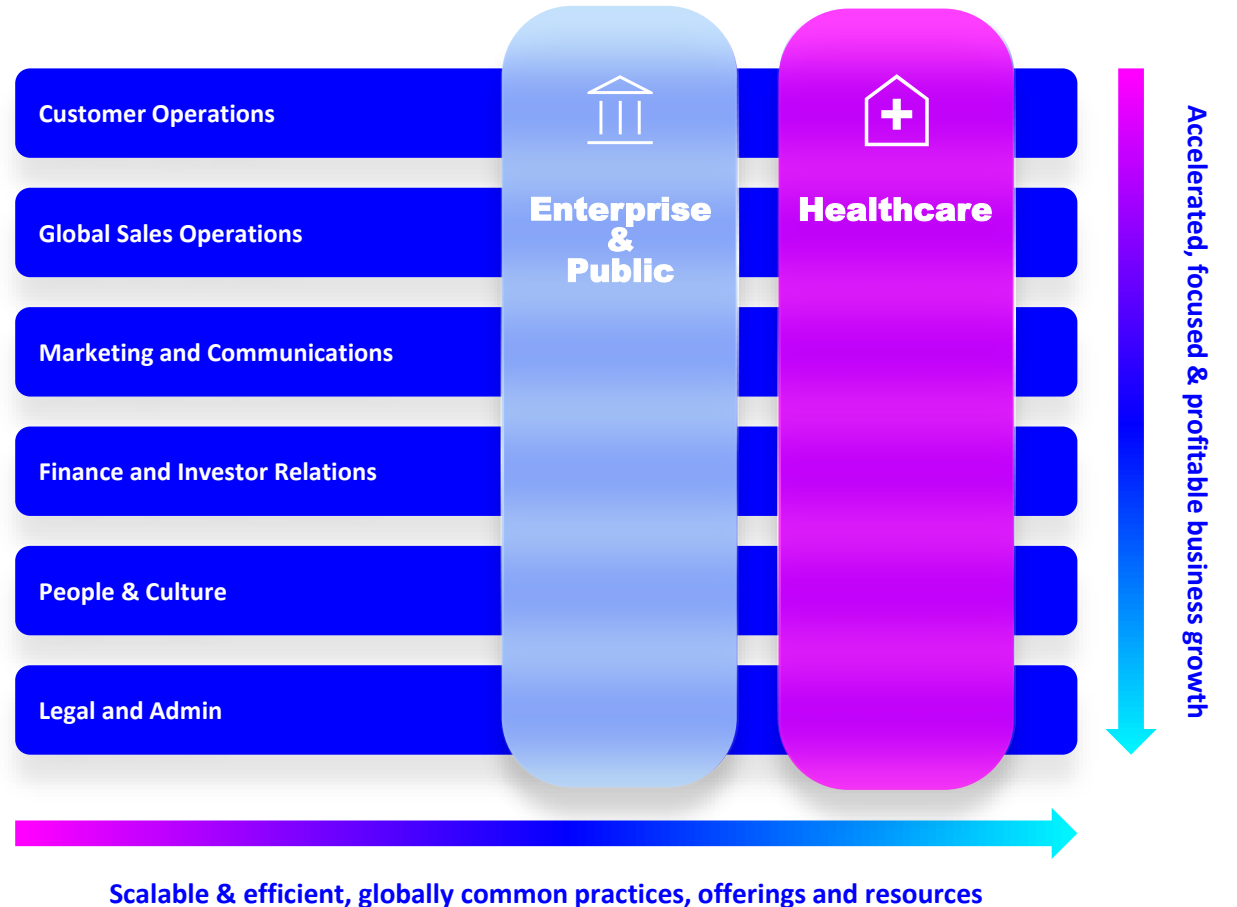 Customer Operations
Global Sales Operations
Marketing and Communications
Finance and Investor Relations
People & Culture
Legal and Admin
Enterprise
&
Public
Healthcare
Accelerated, focused & profitable business growth
Scalable & efficient, globally common practices, offerings and resources